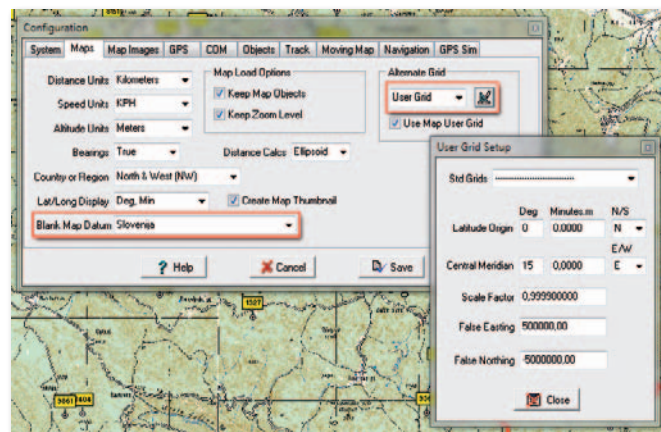 Configuration
System Maps Map Images GPS COM Objects Track Moving Map Navigation GPS Sim
Distance Units Kilometers
Speed Units KPH
Altitude Units Meters
Bearings True
Country or Region North & West (NW)
Lat/Long Display Deg, Min
Blank Map Datum Slovenija
Map Load Options
Keep Map Objects
Keep Zoom Level
Distance Calcs Ellipsoid
Create Map Thumbnail
Alternate Grid
User Grid
Use Map User Grid
? Help
Cancel
Save
User Grid Setup
Std Grids -----------------------------
Deg Minutes.m N/S
Latitude Origin 0 0,0000 N
E/W
Central Meridian 15 0,0000 E
Scale Factor 0,999900000
False Easting 500000,00
False Northing -5000000,00
Close
1527
9061 1404